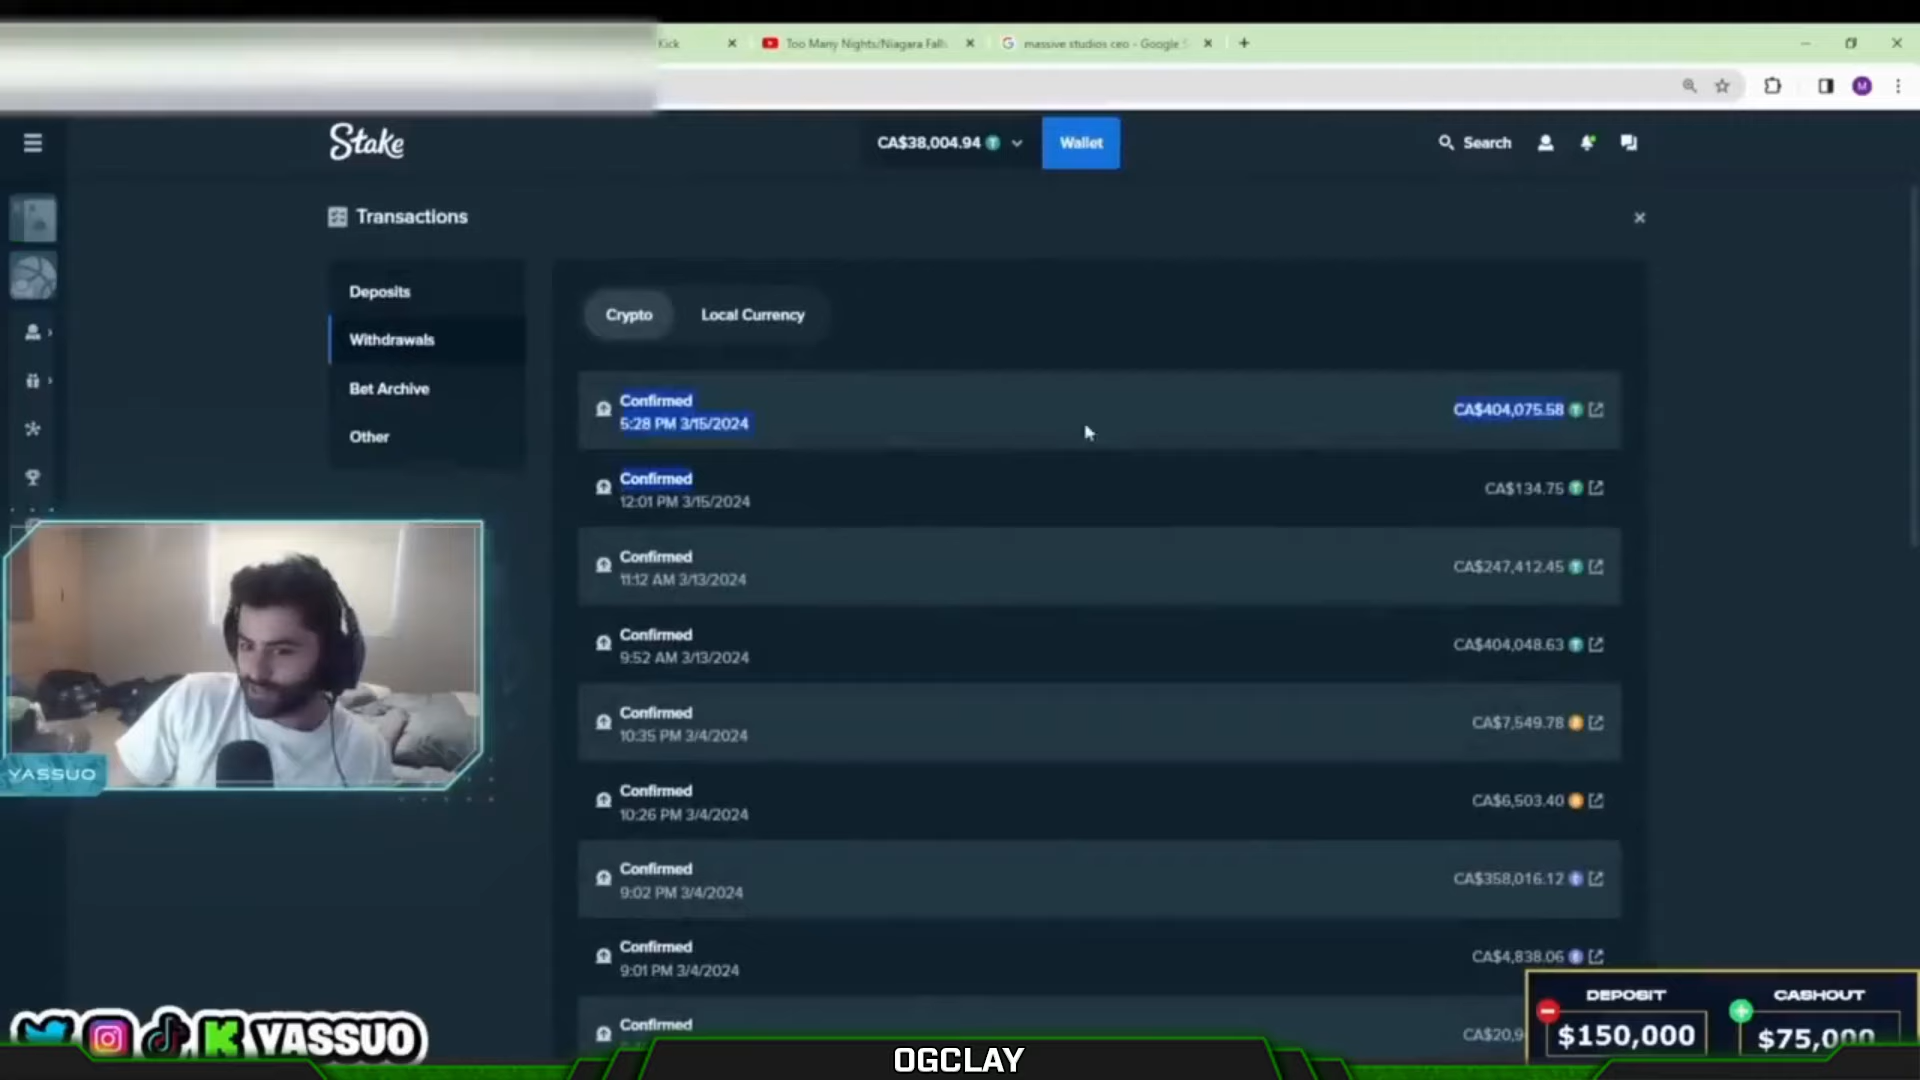 Kick
Too Many Nights/Niagara Falls
massive studios ceo - Google S
M
Stake
CA$38,004.94
Wallet
Search
Transactions
Deposits
Withdrawals
Bet Archive
Other
Crypto
Local Currency
Confirmed
5:28 PM 3/15/2024
CA$404,075.58
Confirmed
12:01 PM 3/15/2024
CA$134.75
Confirmed
11:12 AM 3/13/2024
CA$247,412.45
Confirmed
9:52 AM 3/13/2024
CA$404,048.63
Confirmed
10:35 PM 3/4/2024
CA$7,549.78
Confirmed
10:26 PM 3/4/2024
CA$6,503.40
Confirmed
9:02 PM 3/4/2024
CA$358,016.12
Confirmed
9:01 PM 3/4/2024
CA$4,838.06
Confirmed
CA$20,9
YASSUO
DEPOSIT
$150,000
CASHOUT
$75,000
K YASSUO
OGCLAY